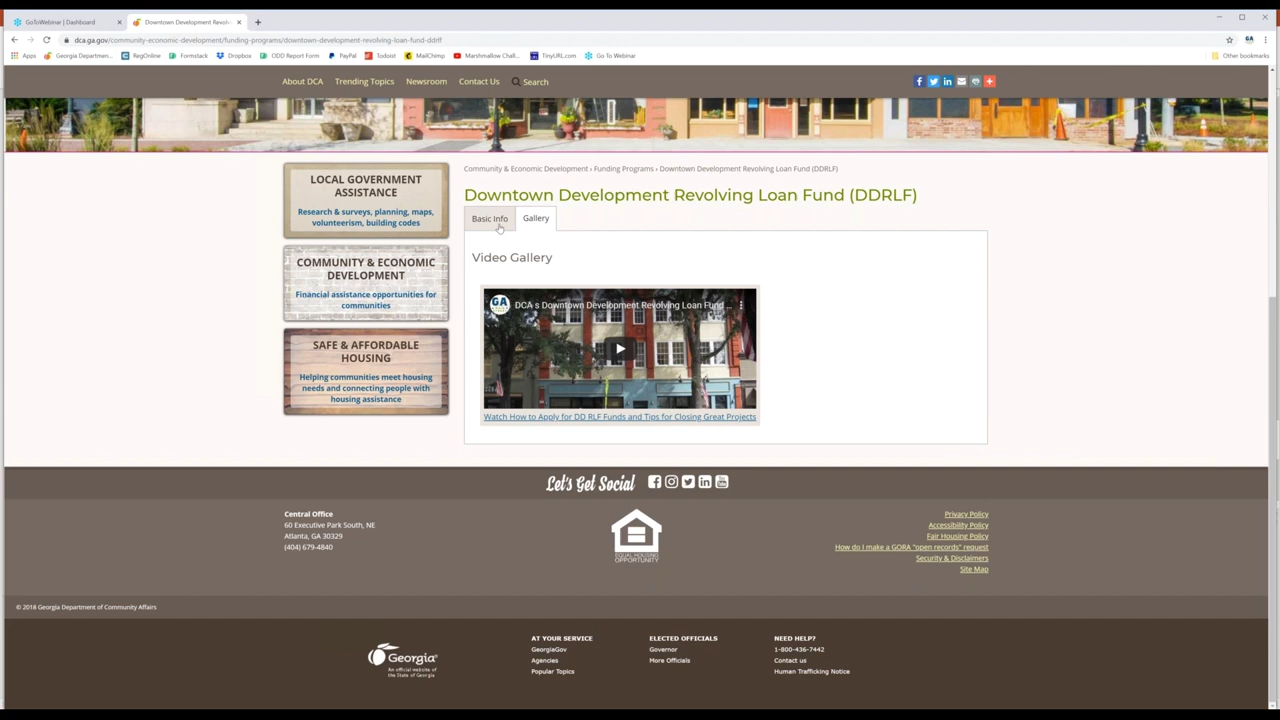 GoToWebinar | Dashboard
Downtown Development Revolv
dca.ga.gov/community-economic-development/funding-programs/downtown-development-revolving-loan-fund-ddrlf
Apps Georgia Departmen... RegOnline Formstack Dropbox ODD Report Form PayPal Todoist MailChimp Marshmallow Chall... TinyURL.com Go To Webinar Other bookmarks
About DCA Trending Topics Newsroom Contact Us Search
LOCAL GOVERNMENT
ASSISTANCE
Research & surveys, planning, maps,
volunteerism, building codes
COMMUNITY & ECONOMIC
DEVELOPMENT
Financial assistance opportunities for
communities
SAFE & AFFORDABLE
HOUSING
Helping communities meet housing
needs and connecting people with
housing assistance
Community & Economic Development › Funding Programs › Downtown Development Revolving Loan Fund (DDRLF)
Downtown Development Revolving Loan Fund (DDRLF)
Basic Info Gallery
Video Gallery
GA DCA s Downtown Development Revolving Loan Fund ...
Watch How to Apply for DD RLF Funds and Tips for Closing Great Projects
Let's Get Social
Central Office
60 Executive Park South, NE
Atlanta, GA 30329
(404) 679-4840
EQUAL HOUSING
OPPORTUNITY
Privacy Policy
Accessibility Policy
Fair Housing Policy
How do I make a GORA "open records" request
Security & Disclaimers
Site Map
© 2018 Georgia Department of Community Affairs
Georgia
An official website of
the State of Georgia
AT YOUR SERVICE
GeorgiaGov
Agencies
Popular Topics
ELECTED OFFICIALS
Governor
More Officials
NEED HELP?
1-800-436-7442
Contact us
Human Trafficking Notice